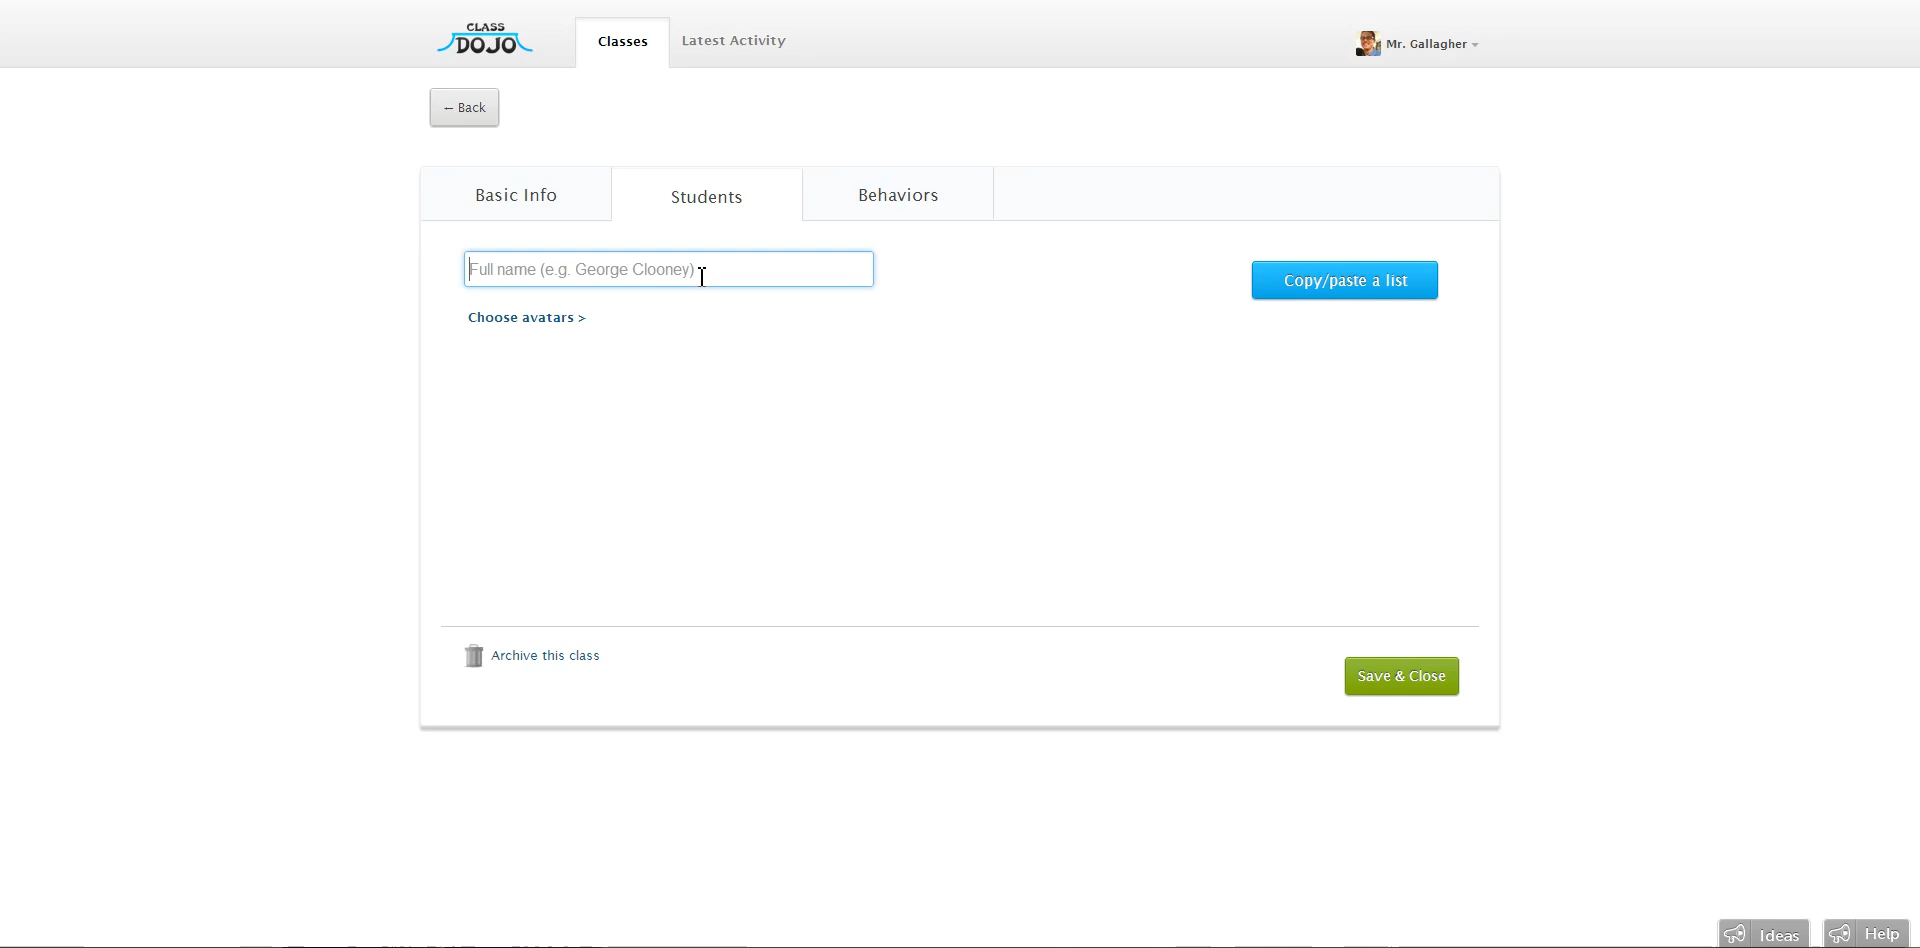 CLASS
DOJO
Classes
Latest Activity
Mr. Gallagher
← Back
Basic Info
Students
Behaviors
Full name (e.g. George Clooney)
Copy/paste a list
Choose avatars >
Archive this class
Save & Close
Ideas
Help